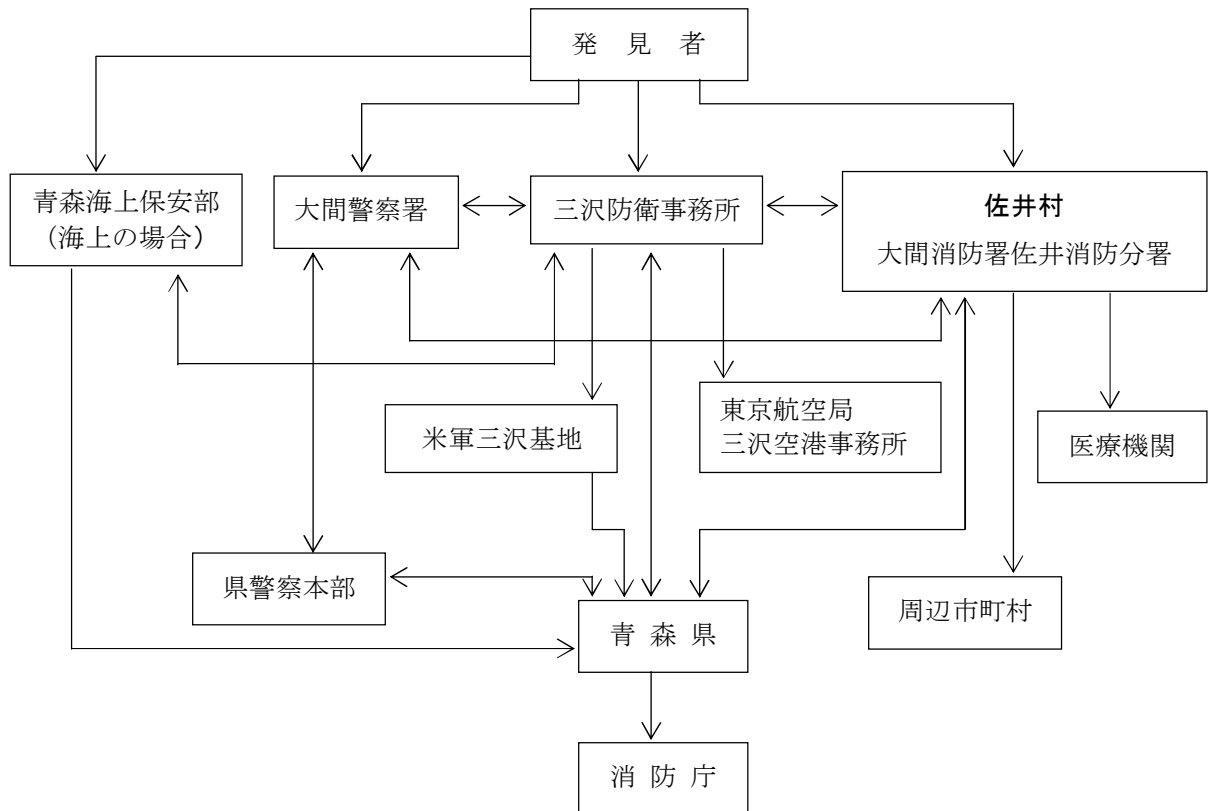 発見者
青森海上保安部
（海上の場合）
大間警察署
三沢防衛事務所
佐井村
大間消防署佐井消防分署
米軍三沢基地
東京航空局
三沢空港事務所
医療機関
県警察本部
周辺市町村
青森県
消防庁